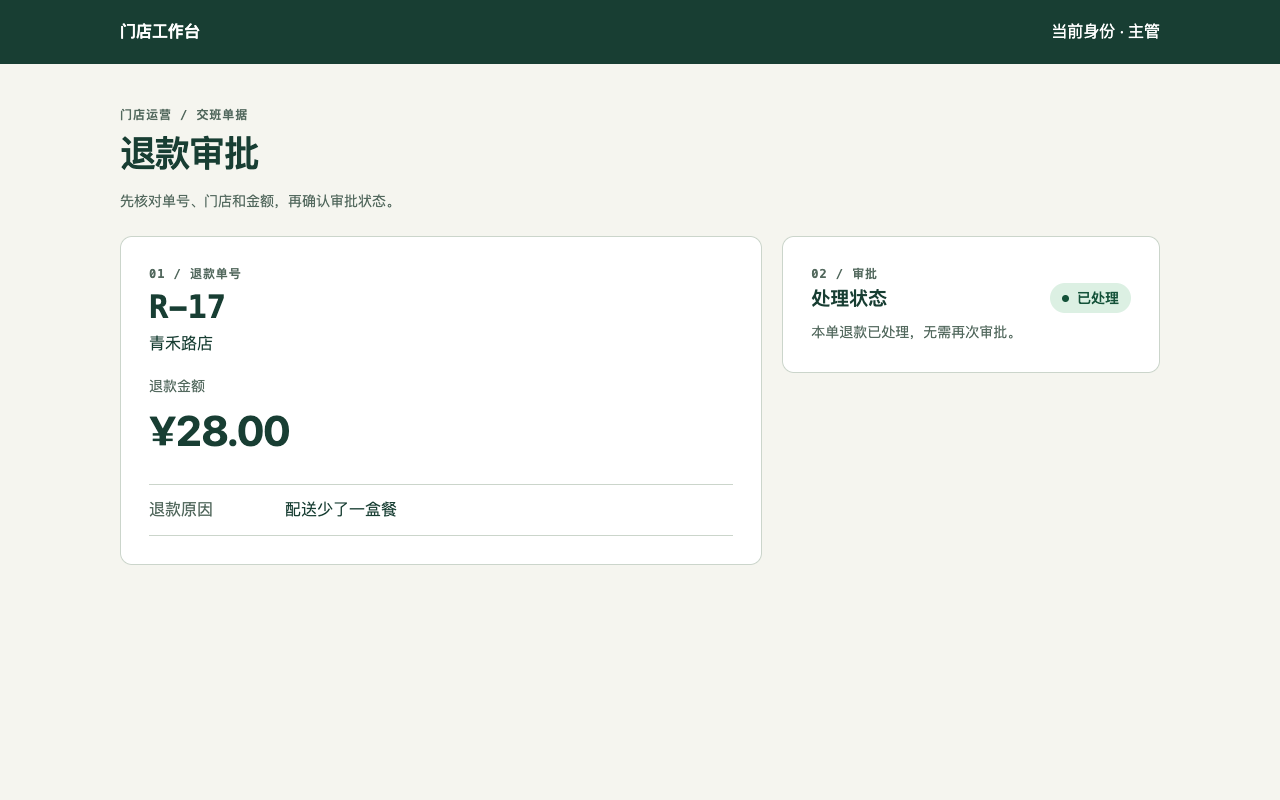 门店工作台
当前身份 · 主管
门店运营 / 交班单据
退款审批
先核对单号、门店和金额，再确认审批状态。
01 / 退款单号
R-17
青禾路店
退款金额
¥28.00
退款原因 配送少了一盒餐
02 / 审批
处理状态
已处理
本单退款已处理，无需再次审批。